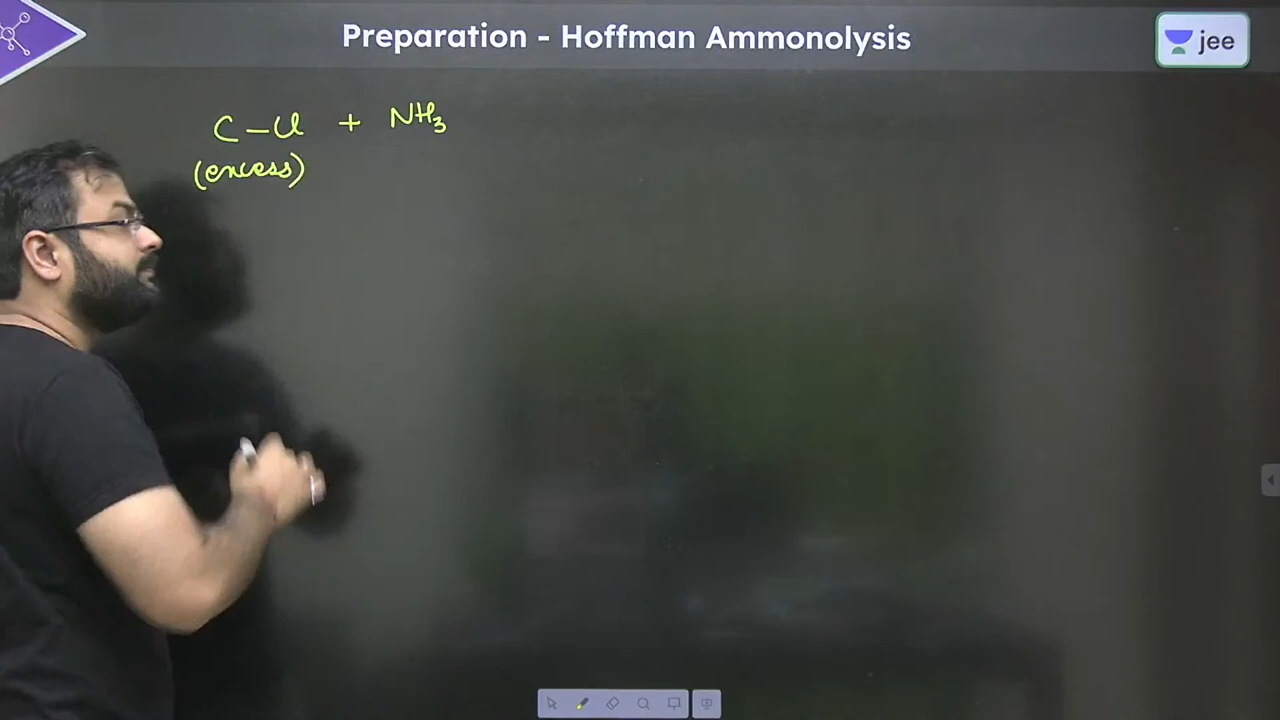 Preparation - Hoffman Ammonolysis
jee
C–Cl + NH3
(excess)